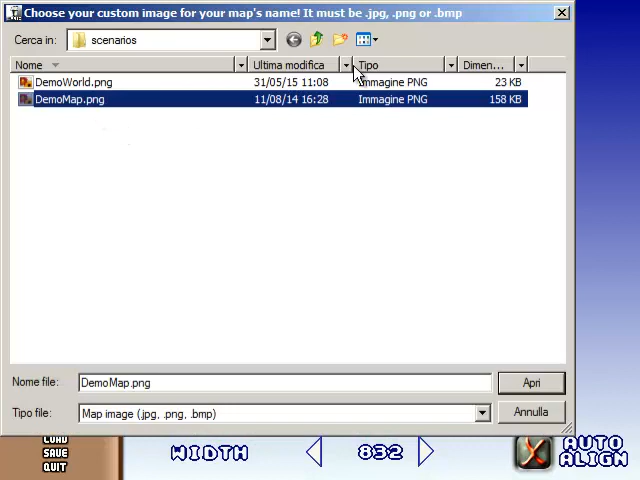 Choose your custom image for your map's name! It must be .jpg, .png or .bmp
Cerca in: scenarios
Nome Ultima modifica Tipo Dimen...
DemoWorld.png 31/05/15 11:08 Immagine PNG 23 KB
DemoMap.png 11/08/14 16:28 Immagine PNG 158 KB
Nome file: DemoMap.png Apri
Tipo file: Map image (.jpg, .png, .bmp) Annulla
LOAD
SAVE
QUIT
WIDTH 832 AUTO
ALIGN